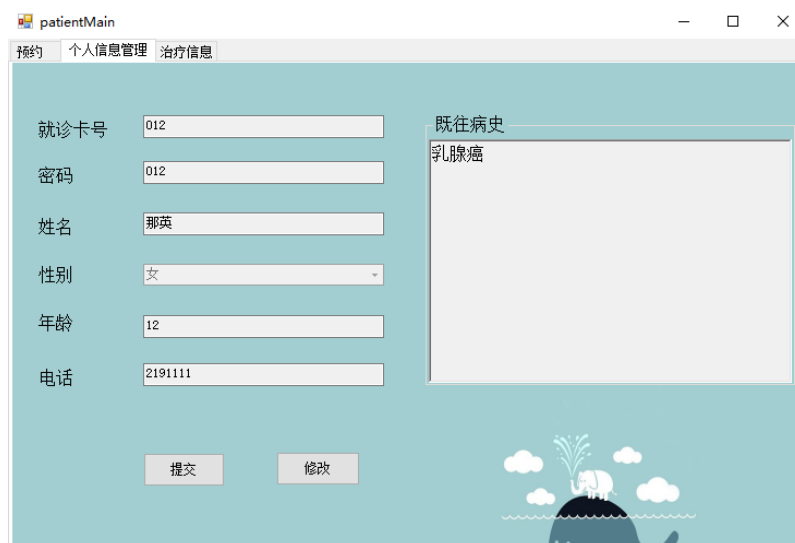 patientMain
预约 个人信息管理 治疗信息
就诊卡号 012
密码 012
姓名 那英
性别 女
年龄 12
电话 2191111
提交 修改
既往病史
乳腺癌